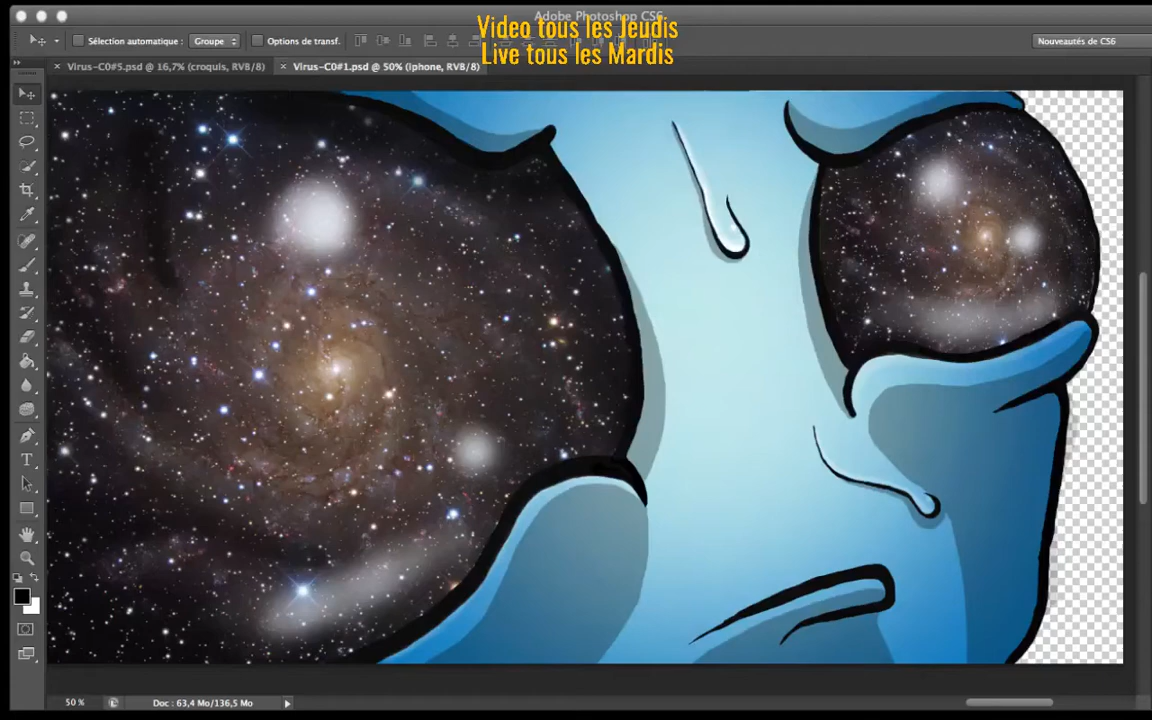 Adobe Photoshop CS6
Video tous les Jeudis
Live tous les Mardis
Sélection automatique :
Groupe
Options de transf.
Nouveautés de CS6
Virus-C0#5.psd @ 16,7% (croquis, RVB/8)
Virus-C0#1.psd @ 50% (iphone, RVB/8)
50 %
Doc : 63,4 Mo/136,5 Mo